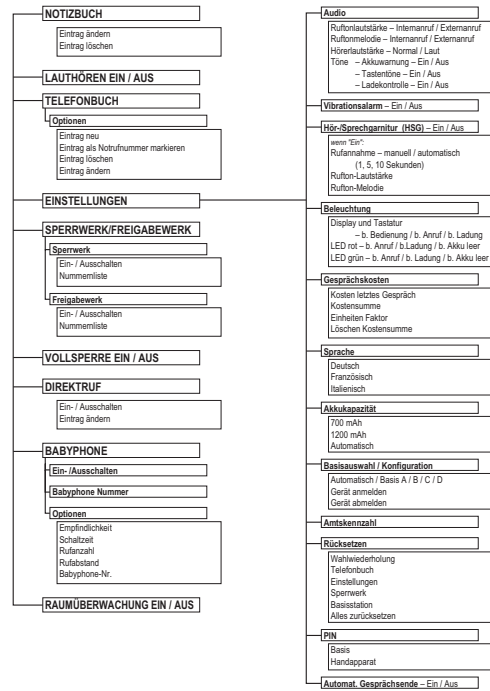 NOTIZBUCH
Eintrag ändern
Eintrag löschen
LAUTHÖREN EIN / AUS
TELEFONBUCH
Optionen
Eintrag neu
Eintrag als Notrufnummer markieren
Eintrag löschen
Eintrag ändern
EINSTELLUNGEN
SPERRWERK/FREIGABEWERK
Sperrwerk
Ein- / Ausschalten
Nummernliste
Freigabewerk
Ein- / Ausschalten
Nummernliste
VOLLSPERRE EIN / AUS
DIREKTRUF
Ein- / Ausschalten
Eintrag ändern
BABYPHONE
Ein- /Ausschalten
Babyphone Nummer
Optionen
Empfindlichkeit
Schaltzeit
Rufanzahl
Rufabstand
Babyphone-Nr.
RAUMÜBERWACHUNG EIN / AUS
Audio
Ruftonlautstärke – Internanruf / Externanruf
Ruftonmelodie – Internanruf / Externanruf
Hörerlautstärke – Normal / Laut
Töne – Akkuwarnung – Ein / Aus
– Tastentöne – Ein / Aus
– Ladekontrolle – Ein / Aus
Vibrationsalarm – Ein / Aus
Hör-/Sprechgarnitur (HSG) – Ein / Aus
wenn "Ein":
Rufannahme – manuell / automatisch
(1, 5, 10 Sekunden)
Rufton-Lautstärke
Rufton-Melodie
Beleuchtung
Display und Tastatur
– b. Bedienung / b. Anruf / b. Ladung
LED rot – b. Anruf / b.Ladung / b. Akku leer
LED grün – b. Anruf / b. Ladung / b. Akku leer
Gesprächskosten
Kosten letztes Gespräch
Kostensumme
Einheiten Faktor
Löschen Kostensumme
Sprache
Deutsch
Französisch
Italienisch
Akkukapazität
700 mAh
1200 mAh
Automatisch
Basisauswahl / Konfiguration
Automatisch / Basis A / B / C / D
Gerät anmelden
Gerät abmelden
Amtskennzahl
Rücksetzen
Wahlwiederholung
Telefonbuch
Einstellungen
Sperrwerk
Basisstation
Alles zurücksetzen
PIN
Basis
Handapparat
Automat. Gesprächsende – Ein / Aus